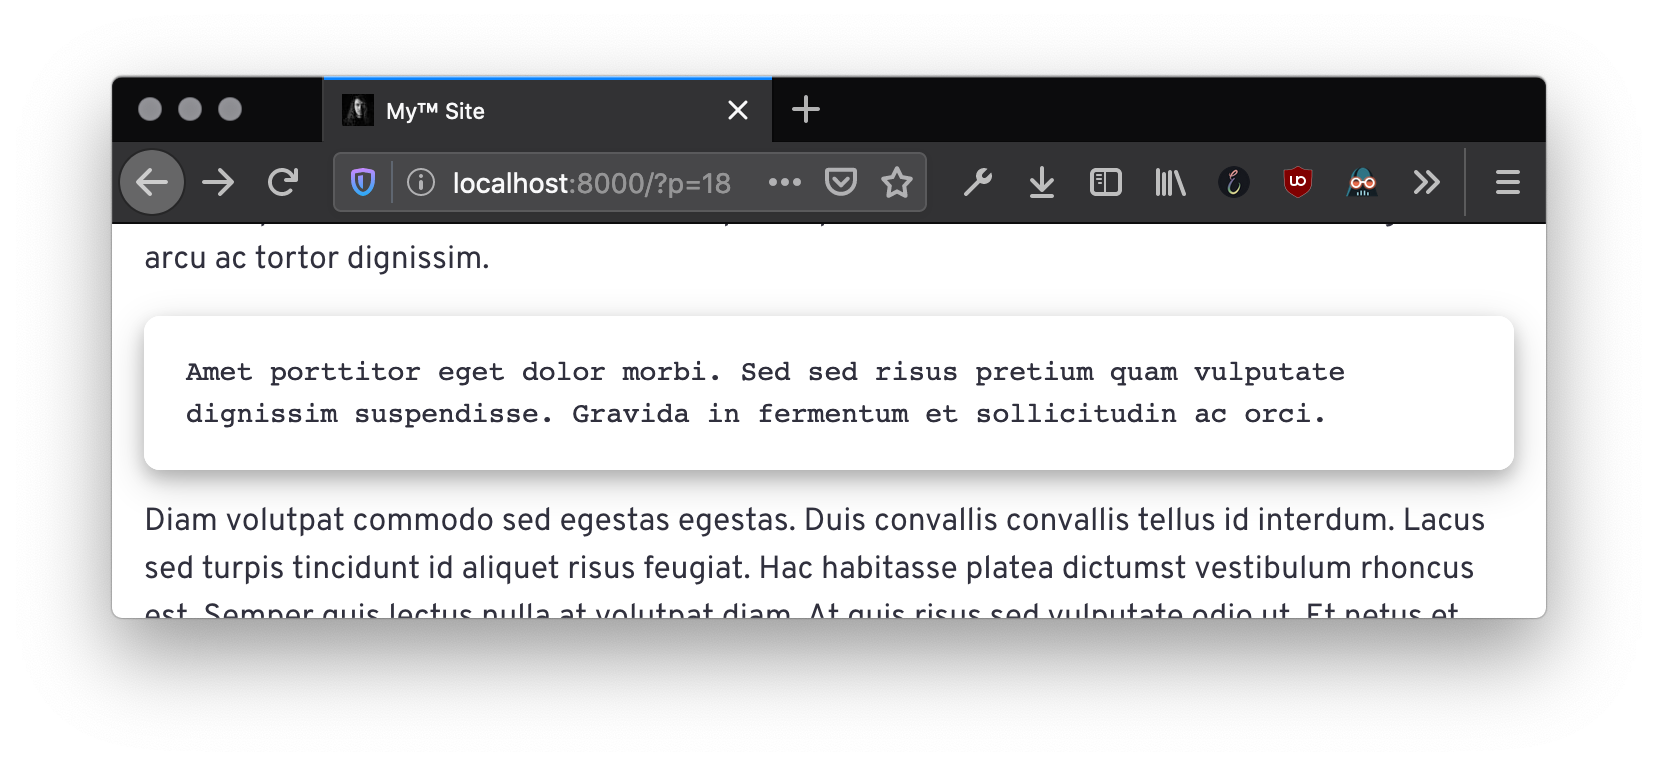 My™ Site
localhost:8000/?p=18
arcu ac tortor dignissim.
Amet porttitor eget dolor morbi. Sed sed risus pretium quam vulputate
dignissim suspendisse. Gravida in fermentum et sollicitudin ac orci.
Diam volutpat commodo sed egestas egestas. Duis convallis convallis tellus id interdum. Lacus
sed turpis tincidunt id aliquet risus feugiat. Hac habitasse platea dictumst vestibulum rhoncus
est. Semper quis lectus nulla at volutpat diam. At quis risus sed vulputate odio ut. Et netus et